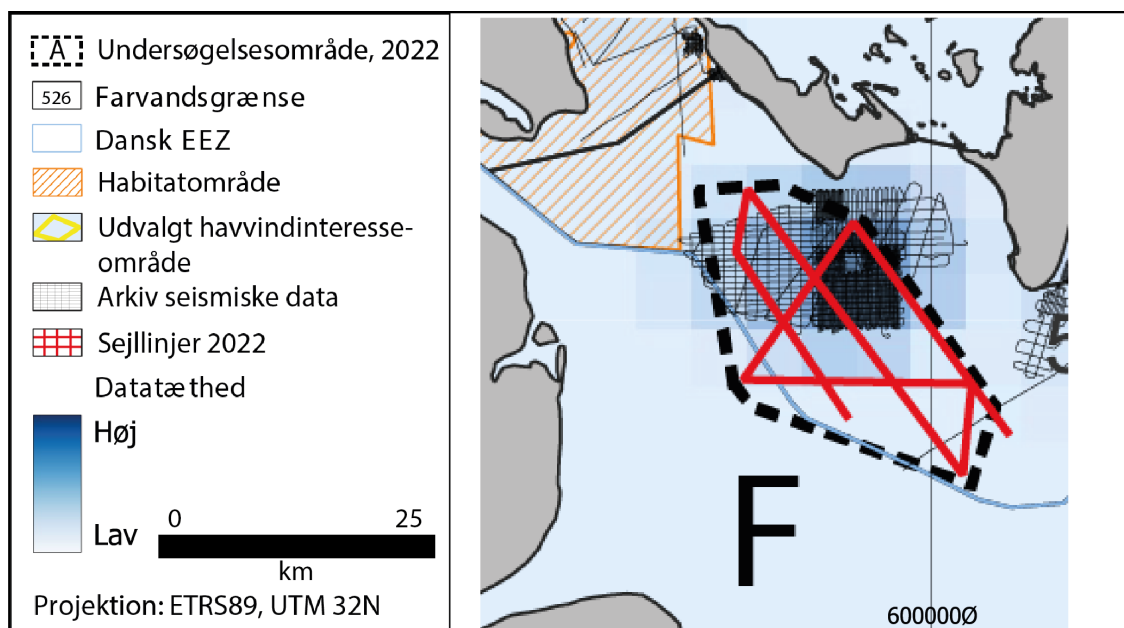 A
Undersøgelsesområde, 2022
526
Farvandsgrænse
Dansk EEZ
Habitatområde
Udvalgt havvindinteresse-
område
Arkiv seismiske data
Sejllinjer 2022
Datatæthed
Høj
Lav
0
25
km
Projektion: ETRS89, UTM 32N
5
F
600000Ø